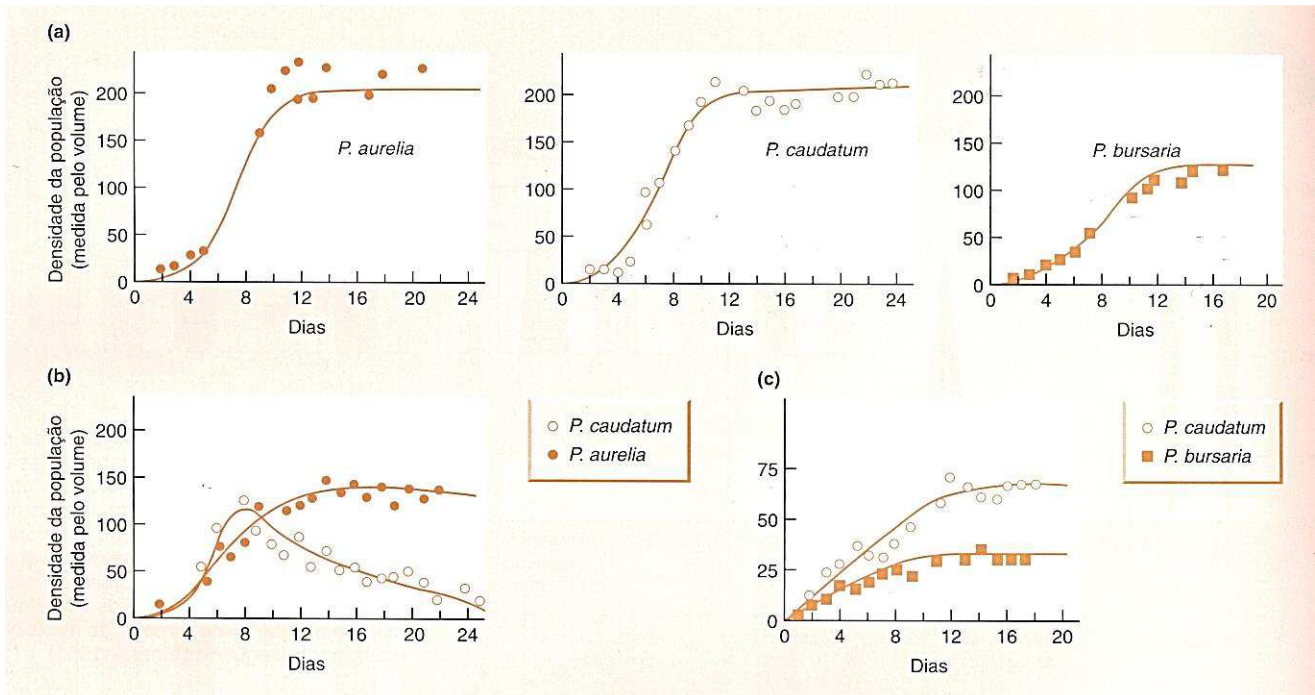 (a)
Densidade da população
(medida pelo volume)
200
150
100
50
0
P. aurelia
0 4 8 12 16 20 24
Dias
200
150
100
50
0
P. caudatum
0 2 4 8 12 16 20 24
Dias
200
150
100
50
0
P. bursaria
0 4 8 12 16 20
Dias
(b)
Densidade da população
(medida pelo volume)
200
150
100
50
0
0 4 8 12 16 20 24
Dias
P. caudatum
P. aurelia
(c)
75
50
25
0
0 4 8 12 16 20
Dias
P. caudatum
P. bursaria